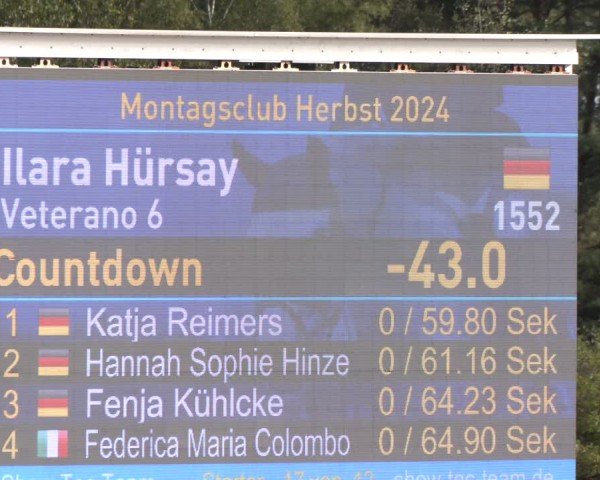 Montagsclub Herbst 2024
Ilara Hürsay
Veterano 6 1552
Countdown -43.0
1 Katja Reimers 0 / 59.80 Sek
2 Hannah Sophie Hinze 0 / 61.16 Sek
3 Fenja Kühlcke 0 / 64.23 Sek
4 Federica Maria Colombo 0 / 64.90 Sek